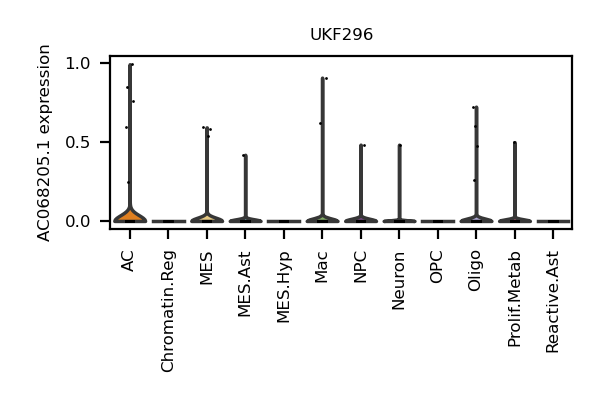 UKF296
AC068205.1 expression
1.0
0.5
0.0
AC
Chromatin.Reg
MES
MES.Ast
MES.Hyp
Mac
NPC
Neuron
OPC
Oligo
Prolif.Metab
Reactive.Ast